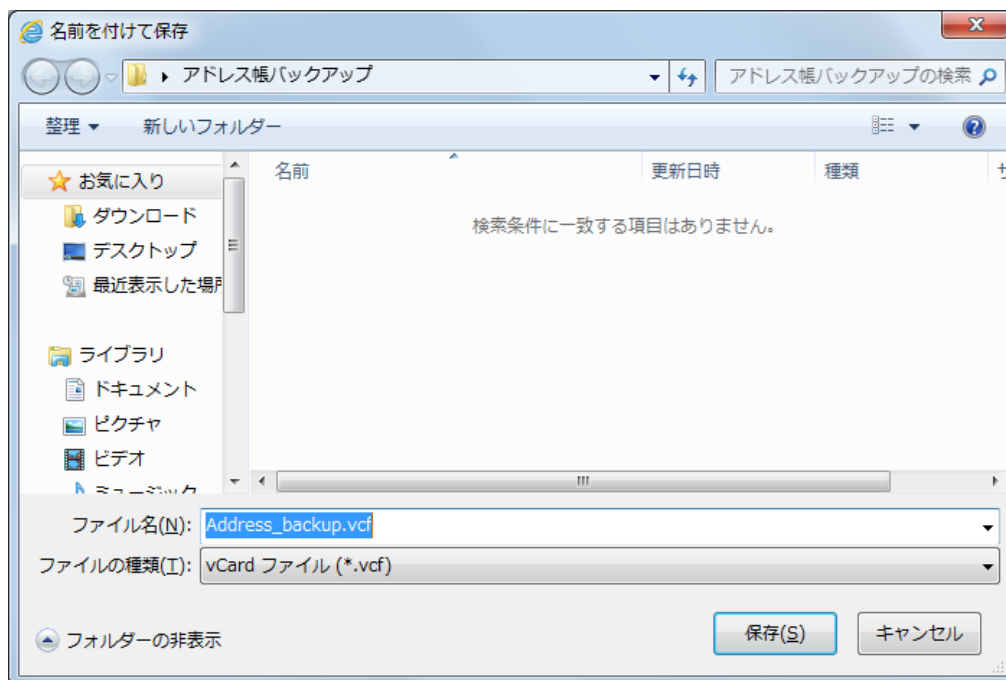 名前を付けて保存
アドレス帳バックアップ
アドレス帳バックアップの検索
整理
新しいフォルダー
名前
更新日時
種類
お気に入り
ダウンロード
デスクトップ
最近表示した場所
検索条件に一致する項目はありません。
ライブラリ
ドキュメント
ピクチャ
ビデオ
ミュージック
ファイル名(N): Address_backup.vcf
ファイルの種類(T): vCard ファイル (*.vcf)
フォルダーの非表示
保存(S)
キャンセル